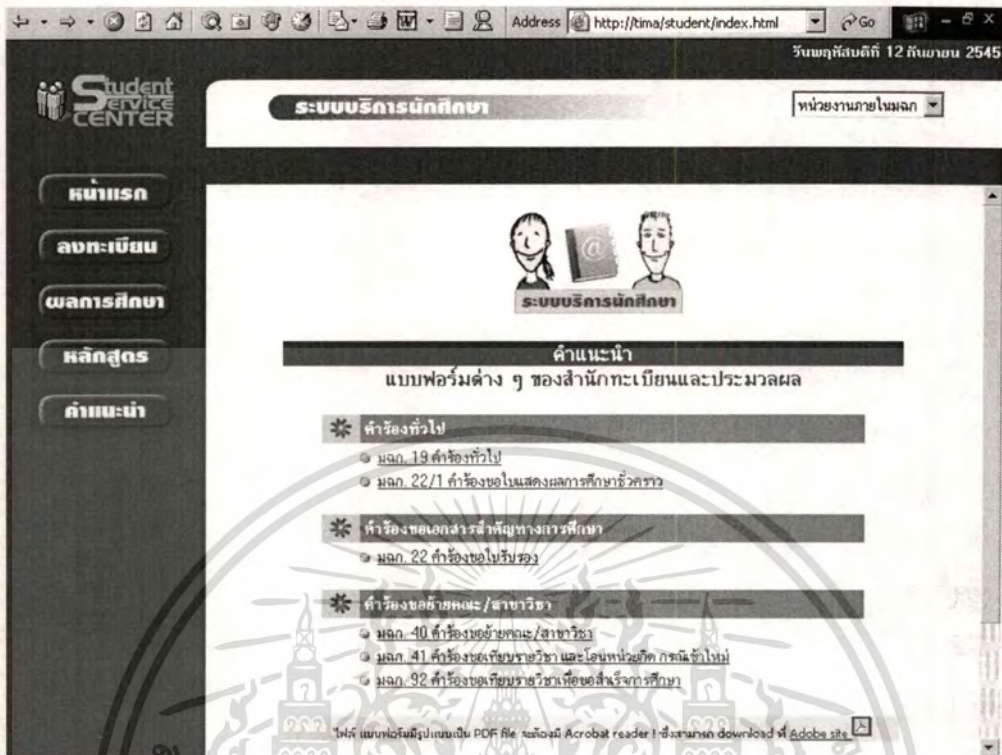 Address http://tima/student/index.html Go
วันพฤหัสบดีที่ 12 กันยายน 2545
Student Service CENTER
ระบบบริการนักศึกษา
หน่วยงานภายในมฉก
หน้าแรก
ลงทะเบียน
ผลการศึกษา
หลักสูตร
คำแนะนำ
@
ระบบบริการนักศึกษา
คำแนะนำ
แบบฟอร์มต่าง ๆ ของสำนักทะเบียนและประมวลผล
คำร้องทั่วไป
มฉก. 19 คำร้องทั่วไป
มฉก. 22/1 คำร้องขอใบแสดงผลการศึกษาชั่วคราว
คำร้องขอเอกสารสำคัญทางการศึกษา
มฉก. 22 คำร้องขอใบรับรอง
คำร้องขอย้ายคณะ/สาขาวิชา
มฉก. 40 คำร้องขอย้ายคณะ/สาขาวิชา
มฉก. 41 คำร้องขอเทียบรายวิชา และโอนหน่วยกิต กรณีเข้าใหม่
มฉก. 92 คำร้องขอเทียบรายวิชาเพื่อขอสำเร็จการศึกษา
ไฟล์ แบบฟอร์มมีรูปแบบเป็น PDF file จะต้องมี Acrobat reader ! ซึ่งสามารถ download ที่ Adobe site